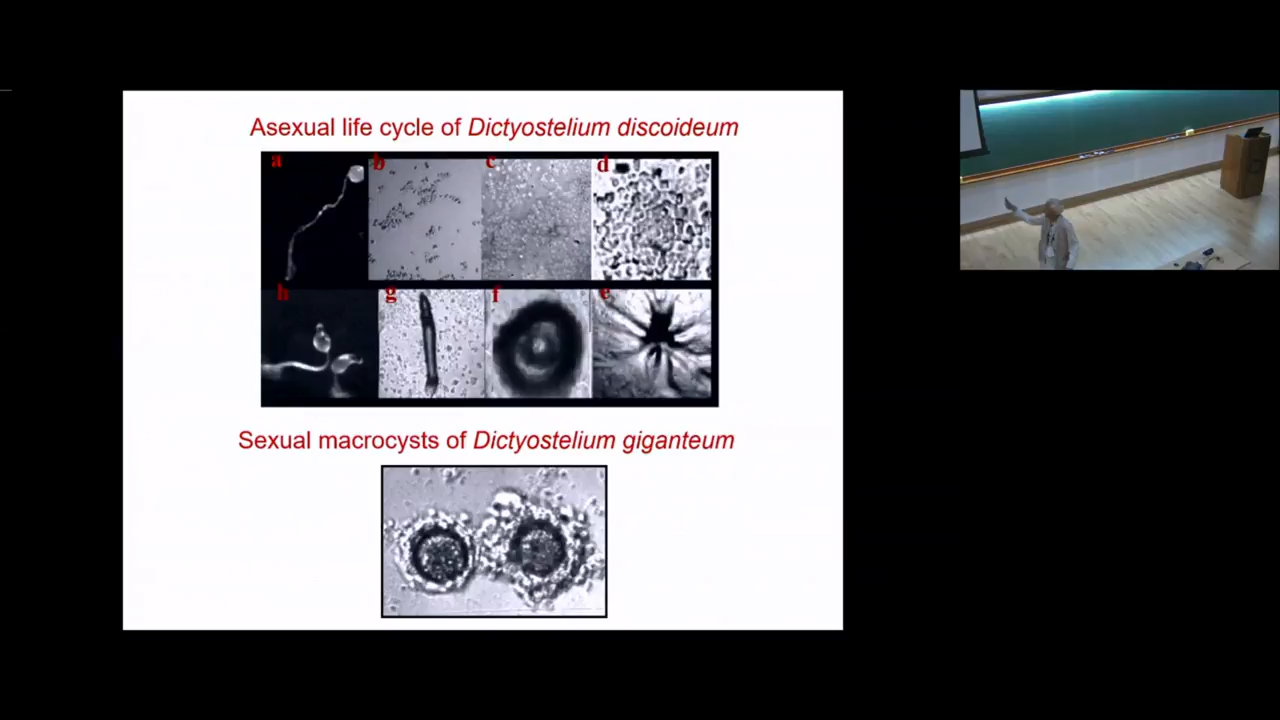 Asexual life cycle of Dictyostelium discoideum
a b c d
h g f e
Sexual macrocysts of Dictyostelium giganteum